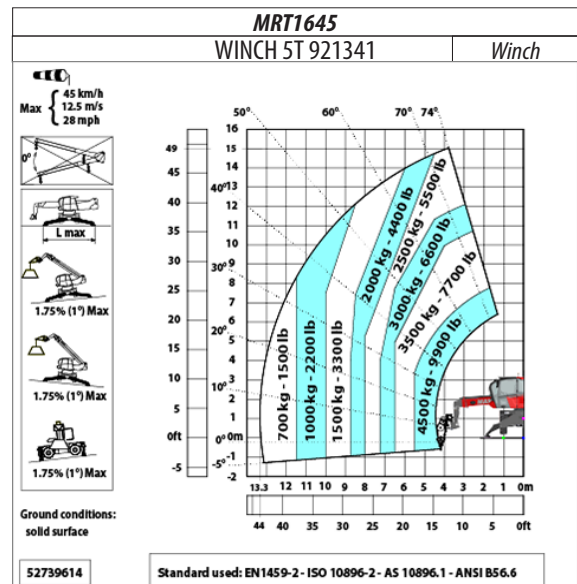 MRT1645
WINCH 5T 921341
Winch
Max
45 km/h
12.5 m/s
28 mph
0°
L max
1.75% (1°) Max
1.75% (1°) Max
1.75% (1°) Max
Ground conditions:
solid surface
52739614
50°
60°
70°
74°
40°
30°
20°
10°
0°
-5°
16
15
14
13
12
11
10
9
8
7
6
5
4
3
2
1
0m
-1
-2
49
45
40
35
30
25
20
15
10
5
0ft
-5
700 kg - 1500 lb
1000 kg - 2200 lb
1500 kg - 3300 lb
2000 kg - 4400 lb
2500 kg - 5500 lb
3000 kg - 6600 lb
3500 kg - 7700 lb
4500 kg - 9900 lb
13.3 12 11 10 9 8 7 6 5 4 3 2 1 0m
44 40 35 30 25 20 15 10 5 0ft
Standard used: EN1459-2 - ISO 10896-2 - AS 10896.1 - ANSI B56.6